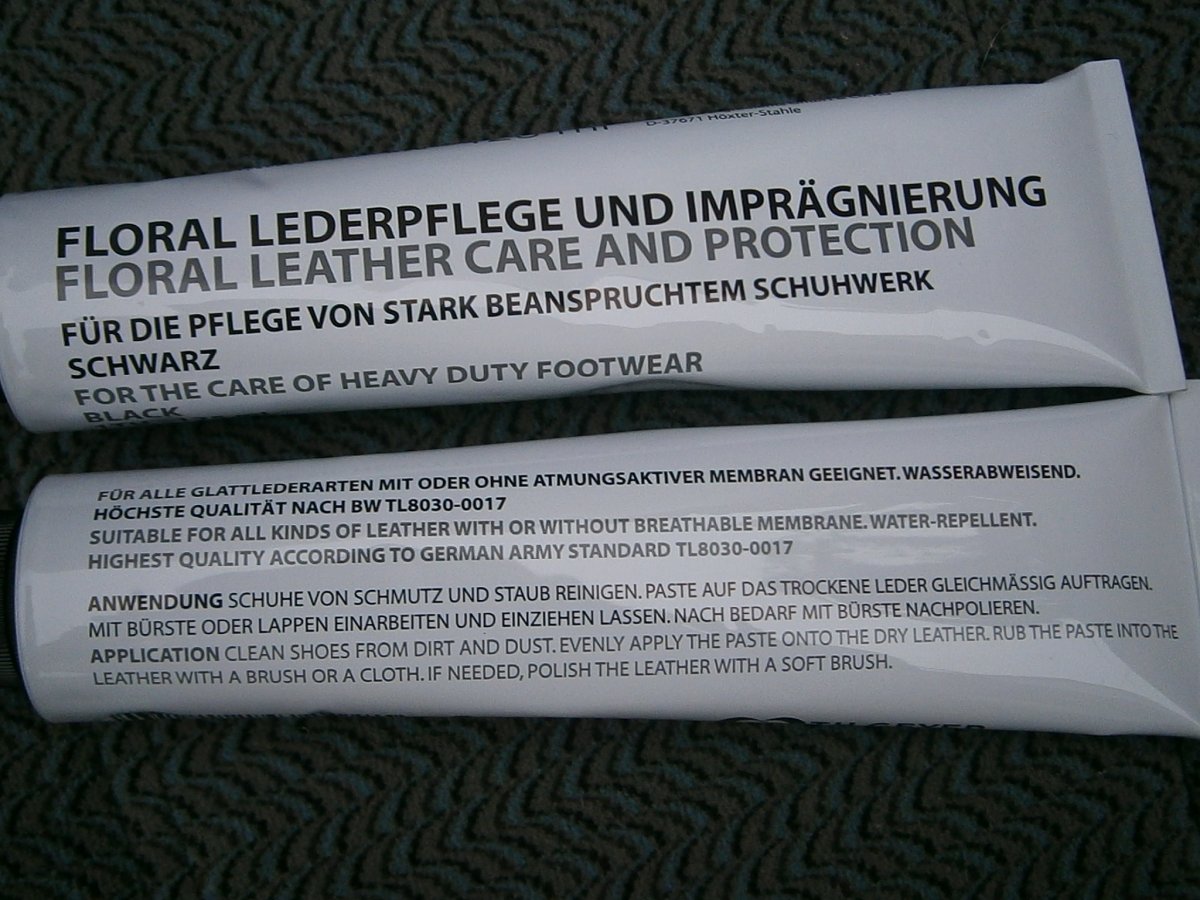 D-37671 Höxter-Stahle
FLORAL LEDERPFLEGE UND IMPRÄGNIERUNG
FLORAL LEATHER CARE AND PROTECTION
FÜR DIE PFLEGE VON STARK BEANSPRUCHTEM SCHUHWERK
SCHWARZ
FOR THE CARE OF HEAVY DUTY FOOTWEAR
BLACK
FÜR ALLE GLATTLEDERARTEN MIT ODER OHNE ATMUNGSAKTIVER MEMBRAN GEEIGNET. WASSERABWEISEND.
HÖCHSTE QUALITÄT NACH BW TL8030-0017
SUITABLE FOR ALL KINDS OF LEATHER WITH OR WITHOUT BREATHABLE MEMBRANE. WATER-REPELLENT.
HIGHEST QUALITY ACCORDING TO GERMAN ARMY STANDARD TL8030-0017
ANWENDUNG SCHUHE VON SCHMUTZ UND STAUB REINIGEN. PASTE AUF DAS TROCKENE LEDER GLEICHMÄSSIG AUFTRAGEN.
MIT BÜRSTE ODER LAPPEN EINARBEITEN UND EINZIEHEN LASSEN. NACH BEDARF MIT BÜRSTE NACHPOLIEREN.
APPLICATION CLEAN SHOES FROM DIRT AND DUST. EVENLY APPLY THE PASTE ONTO THE DRY LEATHER. RUB THE PASTE INTO THE
LEATHER WITH A BRUSH OR A CLOTH. IF NEEDED, POLISH THE LEATHER WITH A SOFT BRUSH.